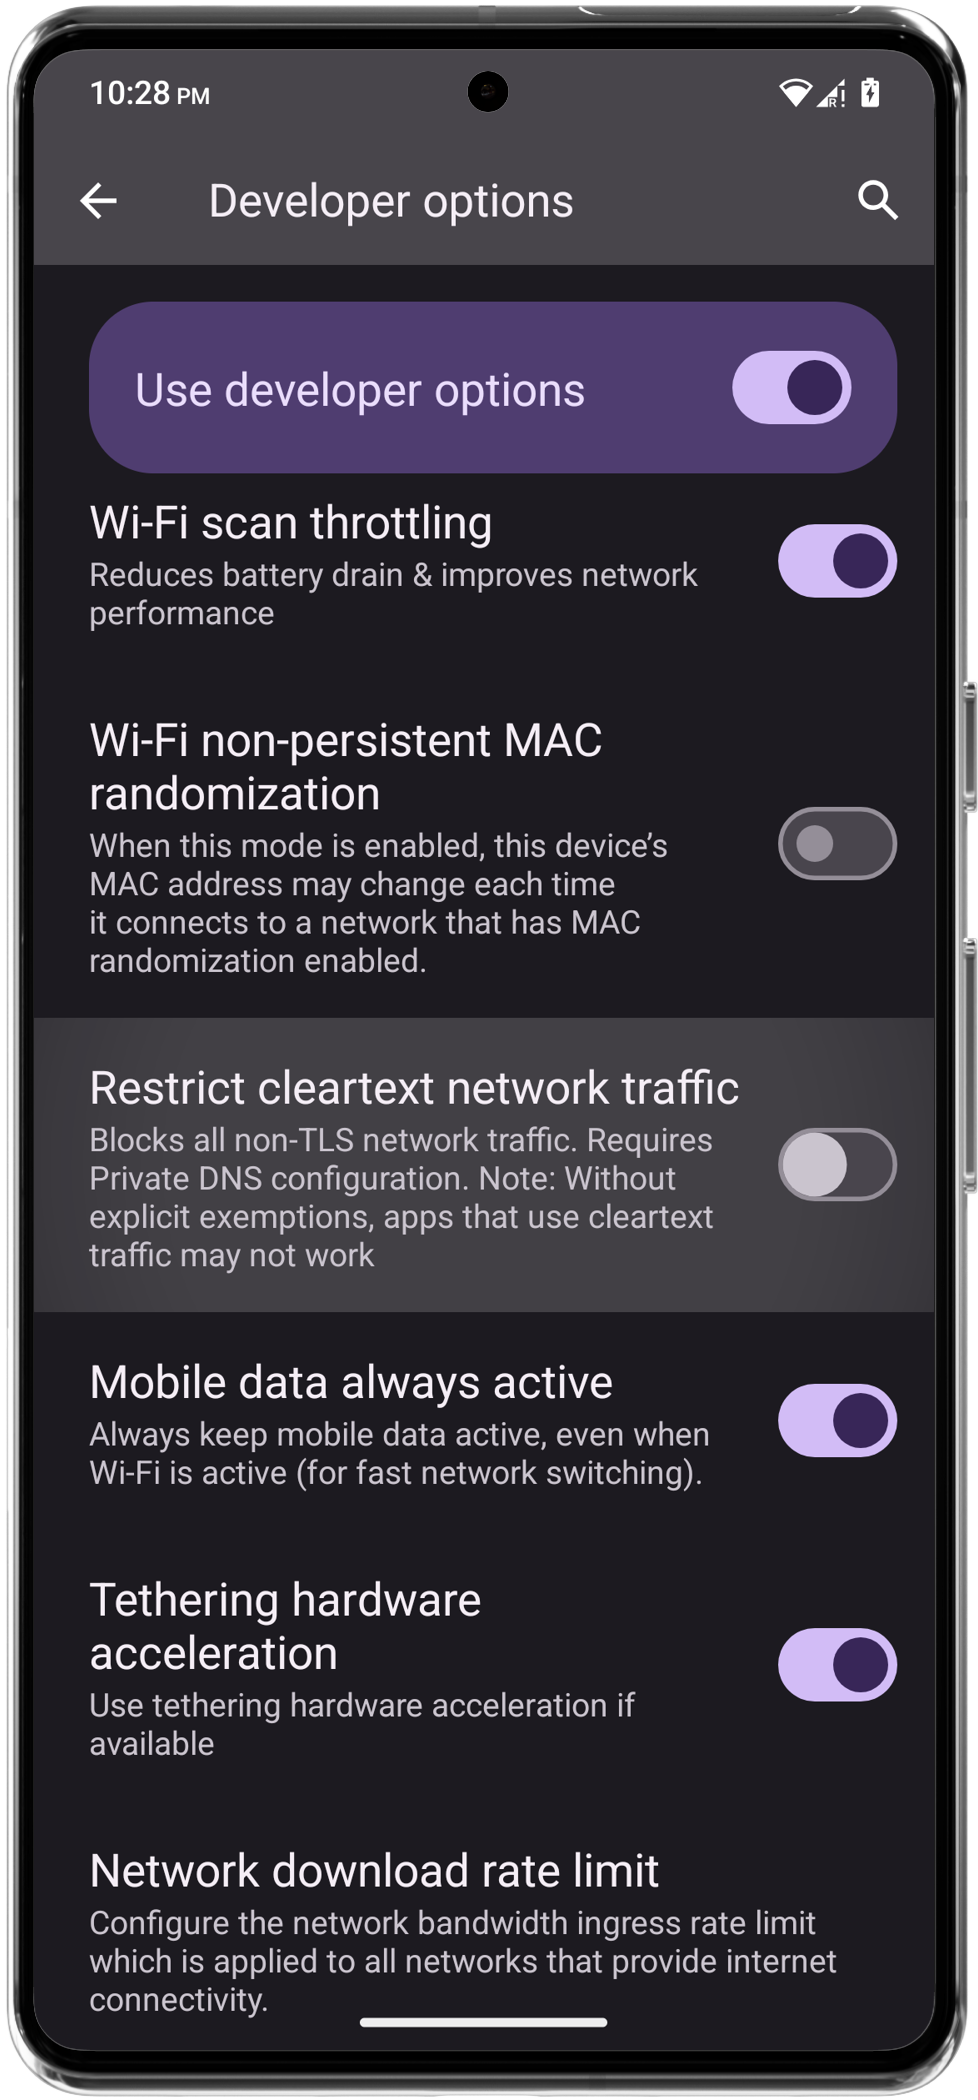 10:28 PM
R !
Developer options
Use developer options
Wi-Fi scan throttling
Reduces battery drain & improves network
performance
Wi-Fi non-persistent MAC
randomization
When this mode is enabled, this device’s
MAC address may change each time
it connects to a network that has MAC
randomization enabled.
Restrict cleartext network traffic
Blocks all non-TLS network traffic. Requires
Private DNS configuration. Note: Without
explicit exemptions, apps that use cleartext
traffic may not work
Mobile data always active
Always keep mobile data active, even when
Wi-Fi is active (for fast network switching).
Tethering hardware
acceleration
Use tethering hardware acceleration if
available
Network download rate limit
Configure the network bandwidth ingress rate limit
which is applied to all networks that provide internet
connectivity.